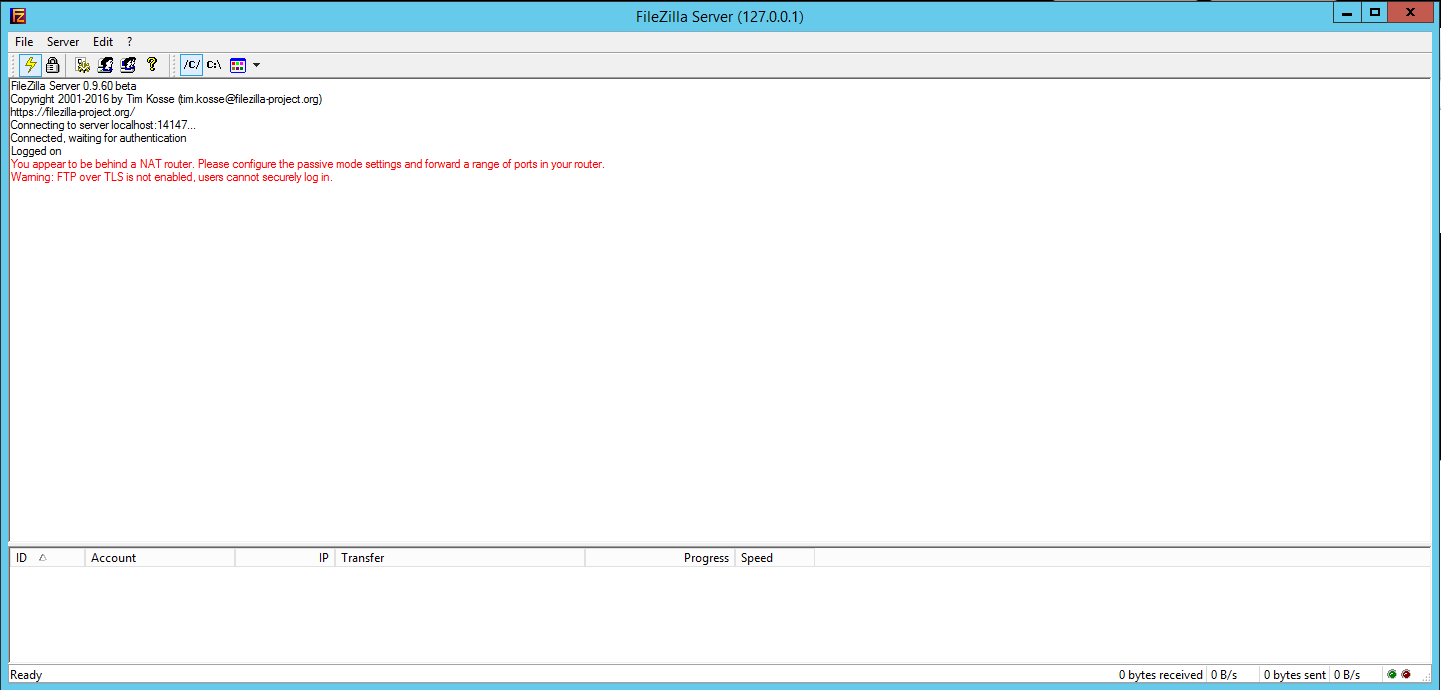 FileZilla Server (127.0.0.1)
File Server Edit ?
/C/ C:\
FileZilla Server 0.9.60 beta
Copyright 2001-2016 by Tim Kosse (tim.kosse@filezilla-project.org)
https://filezilla-project.org/
Connecting to server localhost:14147...
Connected, waiting for authentication
Logged on
You appear to be behind a NAT router. Please configure the passive mode settings and forward a range of ports in your router.
Warning: FTP over TLS is not enabled, users cannot securely log in.
ID Account IP Transfer Progress Speed
Ready 0 bytes received 0 B/s 0 bytes sent 0 B/s